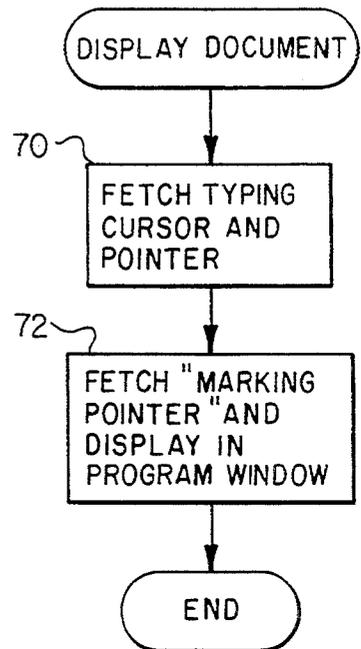 DISPLAY DOCUMENT
70
FETCH TYPING
CURSOR AND
POINTER
72
FETCH "MARKING
POINTER "AND
DISPLAY IN
PROGRAM WINDOW
END